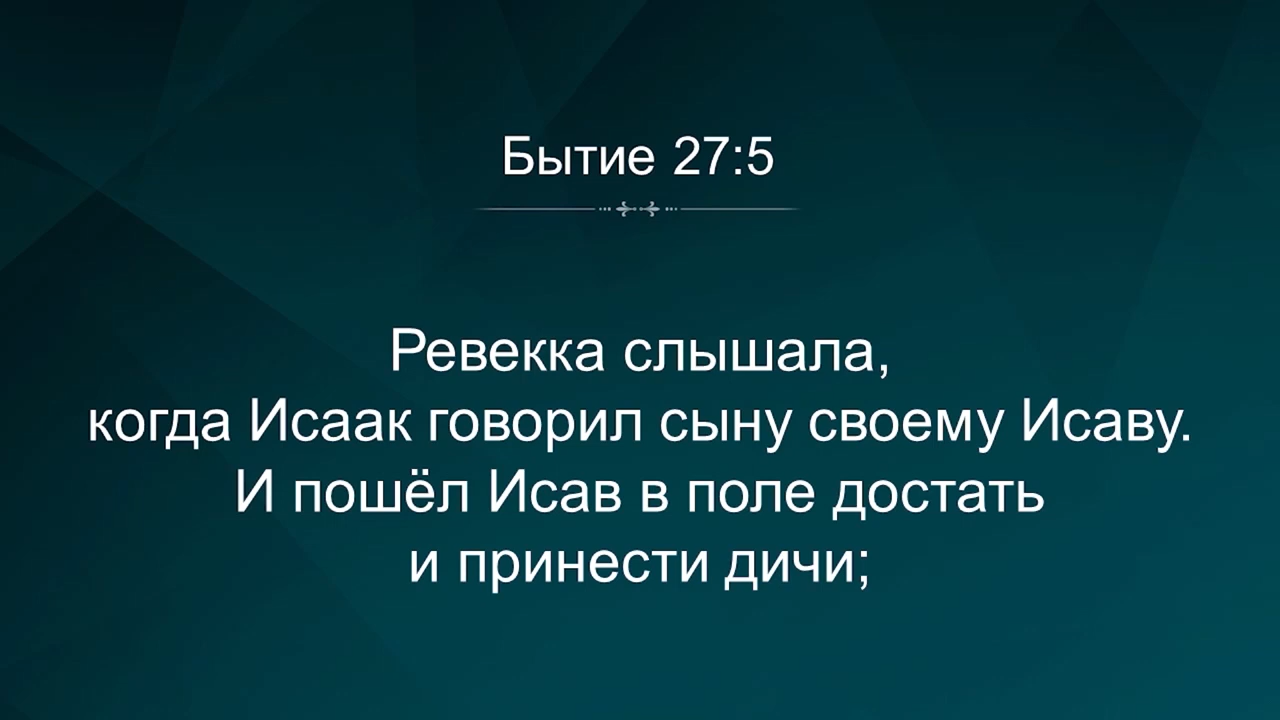 Бытие 27:5
Ревекка слышала,
когда Исаак говорил сыну своему Исаву.
И пошёл Исав в поле достать
и принести дичи;